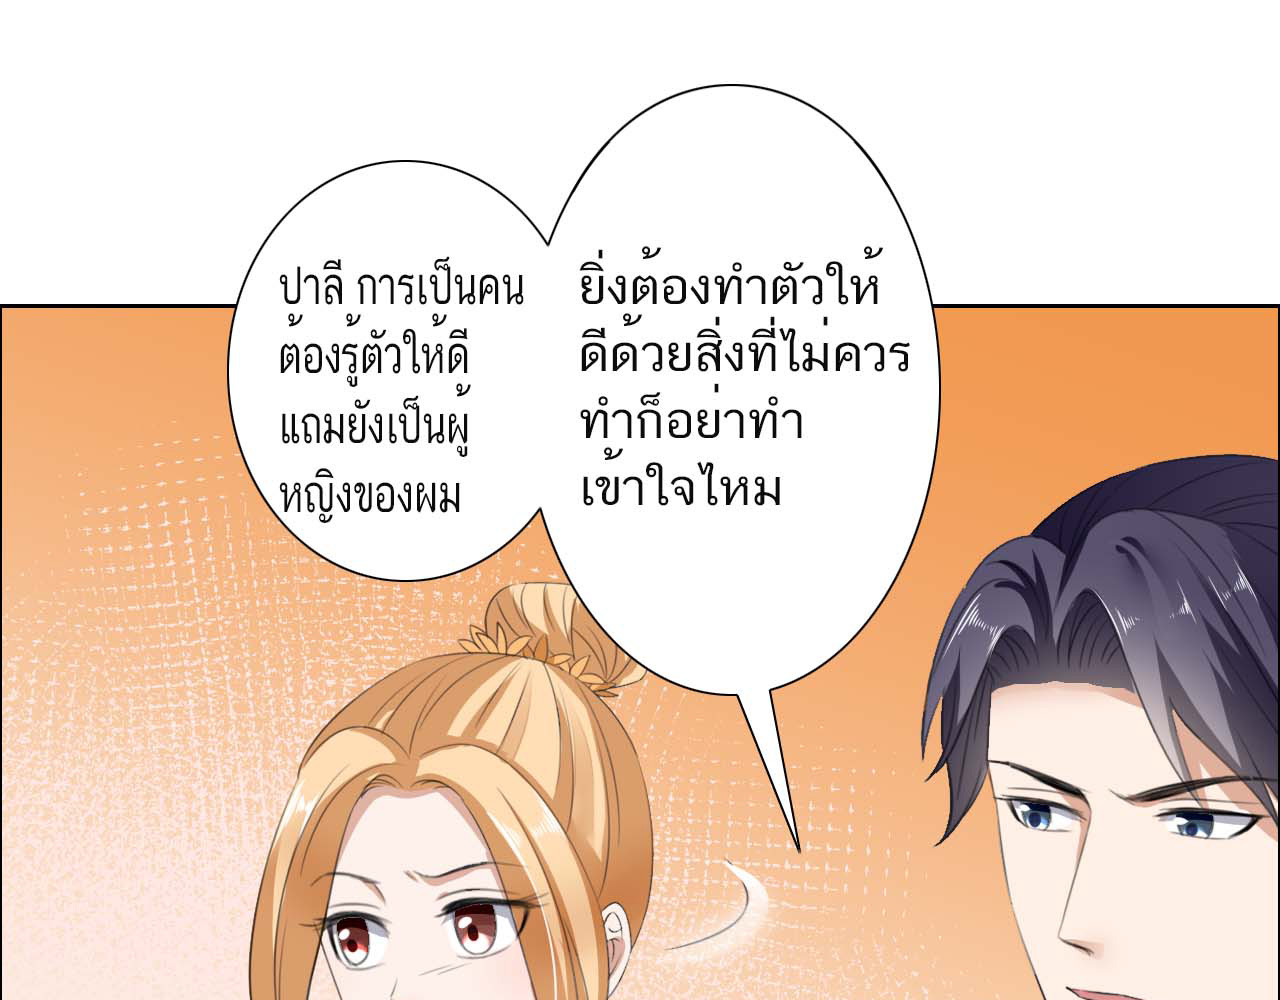 ปาลี การเป็นคน
ต้องรู้ตัวให้ดี
แถมยังเป็นผู้
หญิงของผม
ยิ่งต้องทำตัวให้
ดีด้วยสิ่งที่ไม่ควร
ทำก็อย่าทำ
เข้าใจไหม